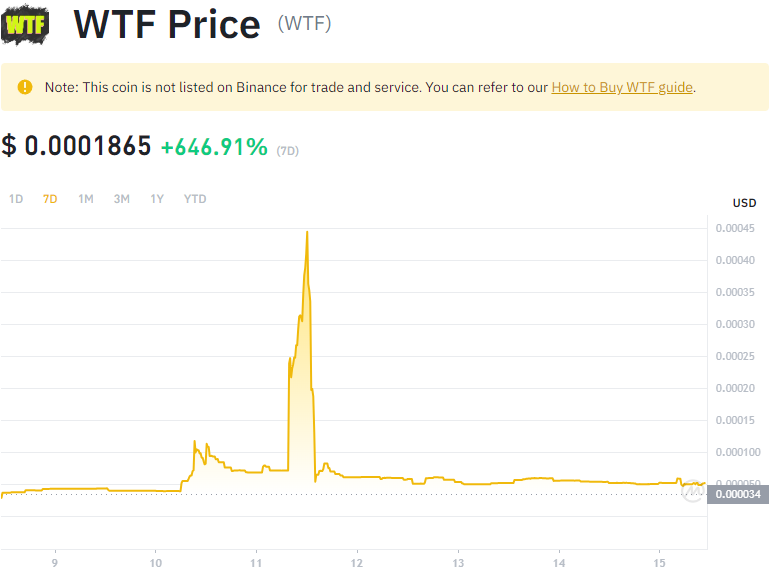 WTF
WTF Price (WTF)
Note: This coin is not listed on Binance for trade and service. You can refer to our How to Buy WTF guide.
$ 0.0001865 +646.91% (7D)
1D 7D 1M 3M 1Y YTD
USD
0.00045
0.00040
0.00035
0.00030
0.00025
0.00020
0.00015
0.000100
0.000050
0.000034
9 10 11 12 13 14 15